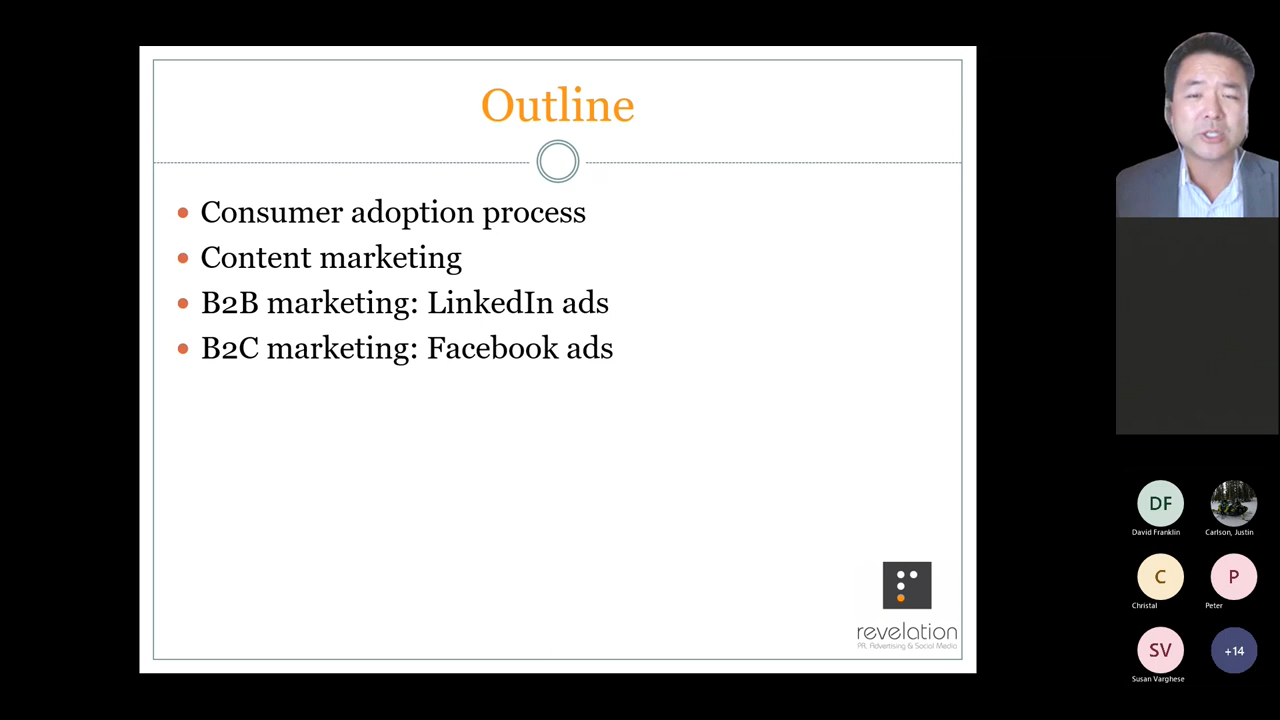 Outline
Consumer adoption process
Content marketing
B2B marketing: LinkedIn ads
B2C marketing: Facebook ads
revelation
PR, Advertising & Social Media
DF
David Franklin
Carlson, Justin
C
Christal
P
Peter
SV
Susan Varghese
+14